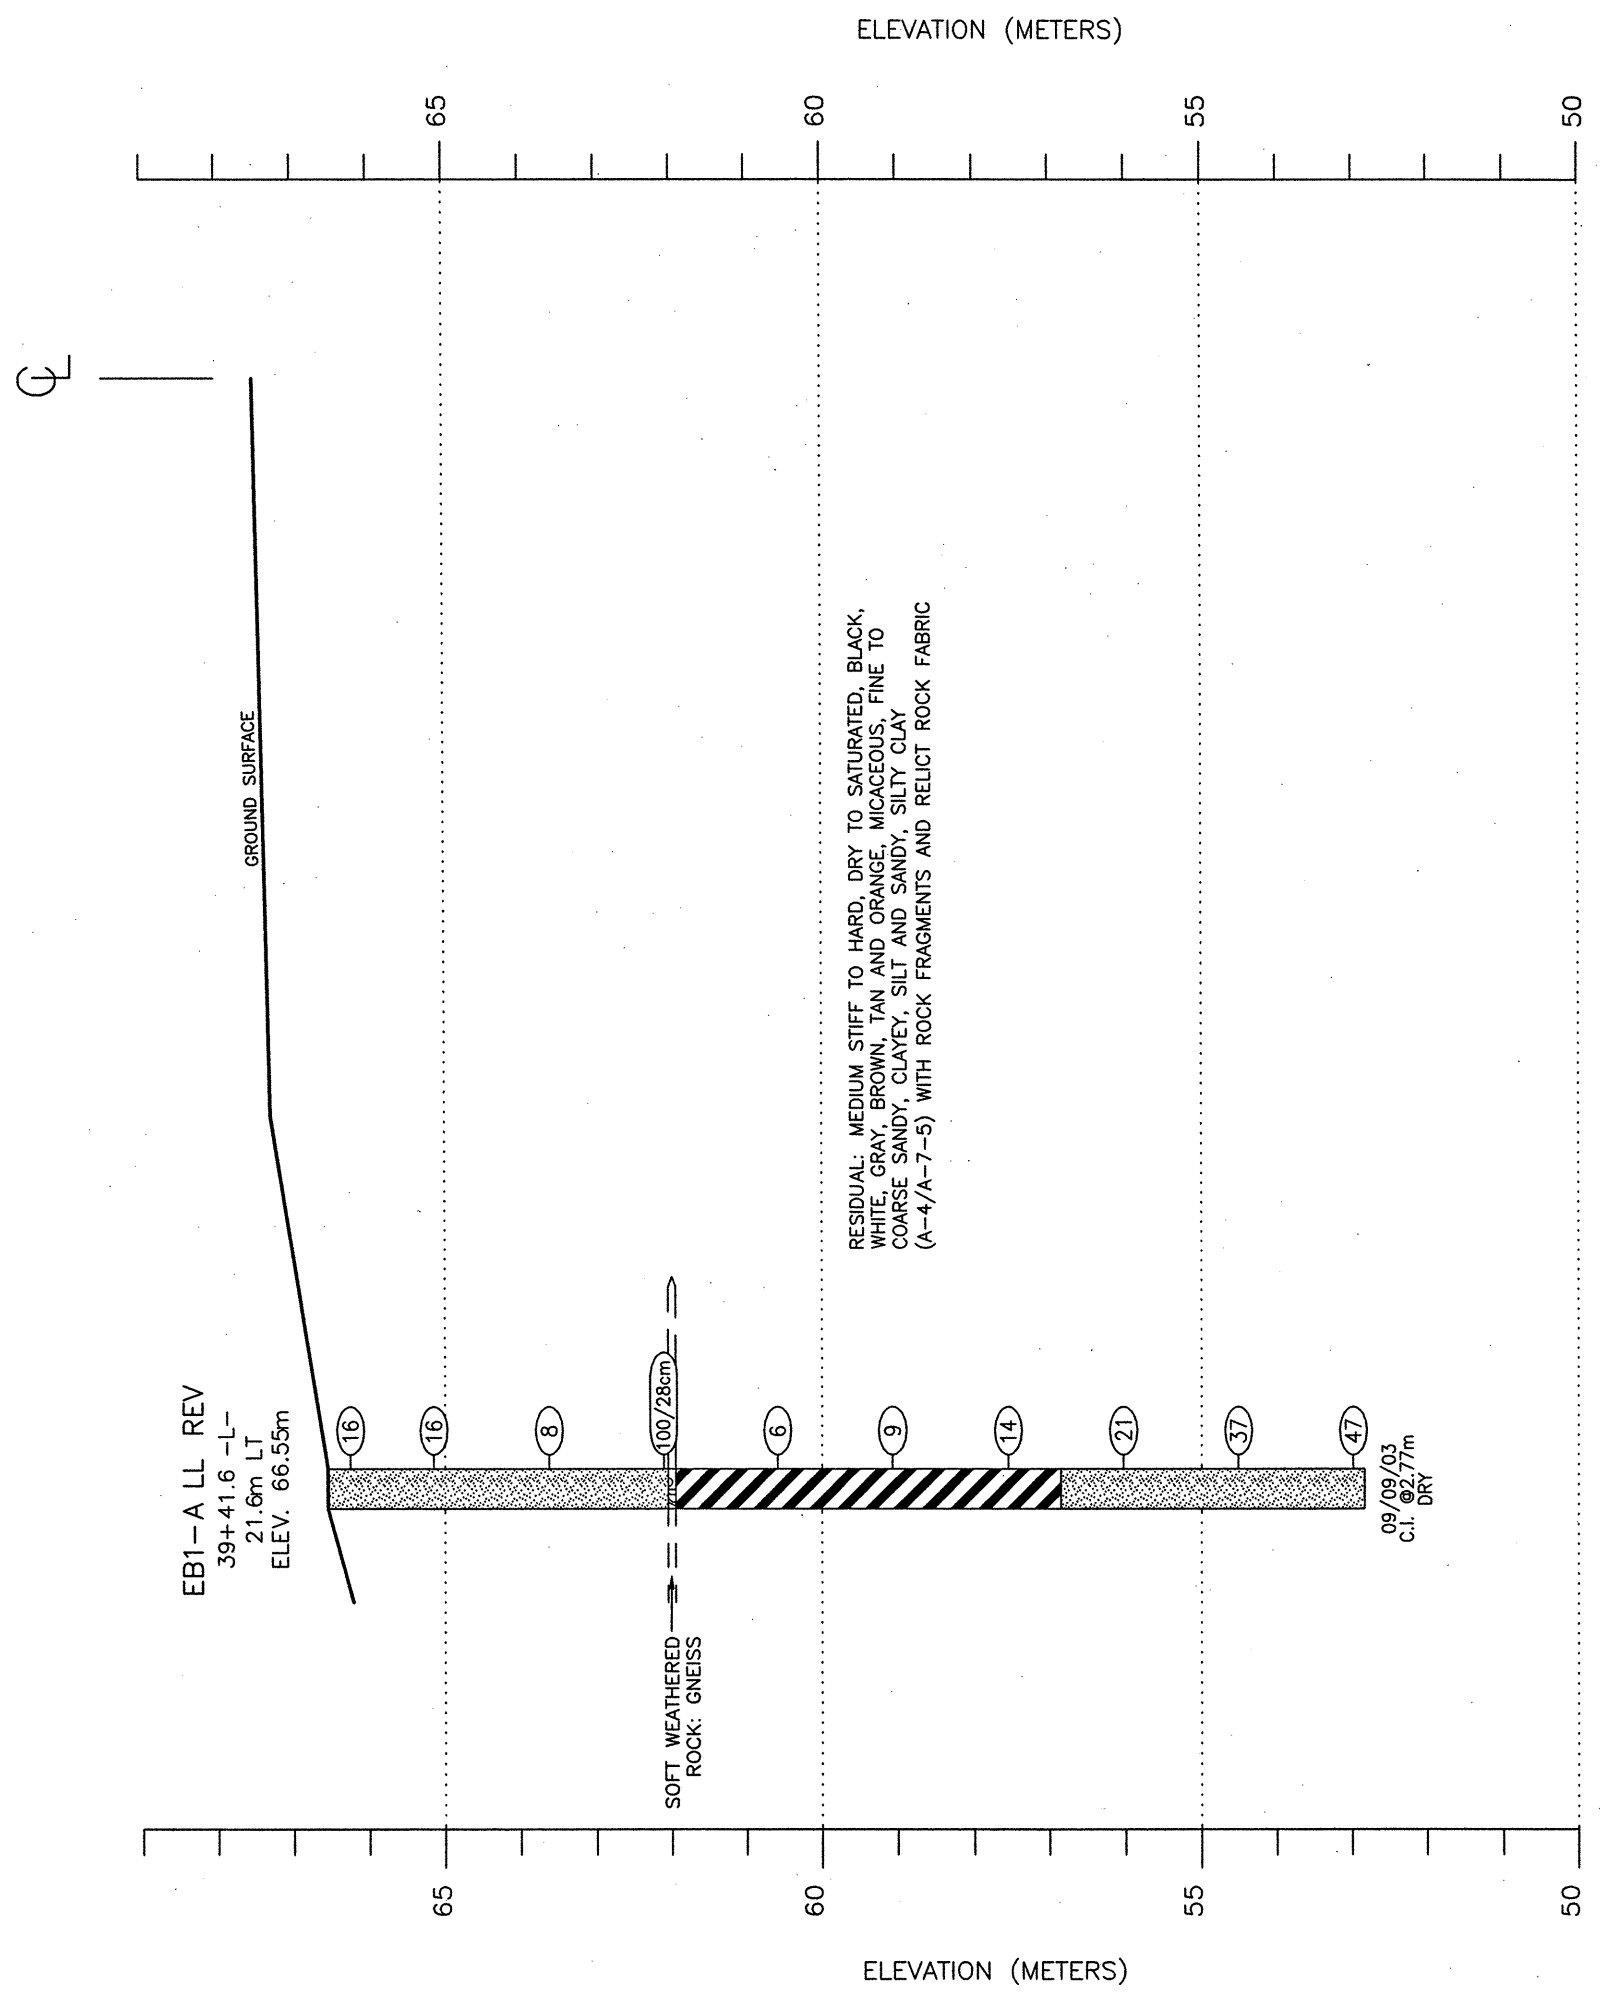 ELEVATION (METERS)
65
60
55
50
CL
GROUND SURFACE
EB1-A LL REV
39+41.6 -L-
21.6m LT
ELEV. 66.55m
16
16
8
100/28cm
6
9
14
21
37
47
09/09/03
C.I. @2.77m
DRY
SOFT WEATHERED
ROCK: GNEISS
RESIDUAL: MEDIUM STIFF TO HARD, DRY TO SATURATED, BLACK,
WHITE, GRAY, BROWN, TAN AND ORANGE, MICACEOUS, FINE TO
COARSE SANDY, CLAYEY, SILT AND SANDY, SILTY CLAY
(A-4/A-7-5) WITH ROCK FRAGMENTS AND RELICT ROCK FABRIC
65
60
55
50
ELEVATION (METERS)